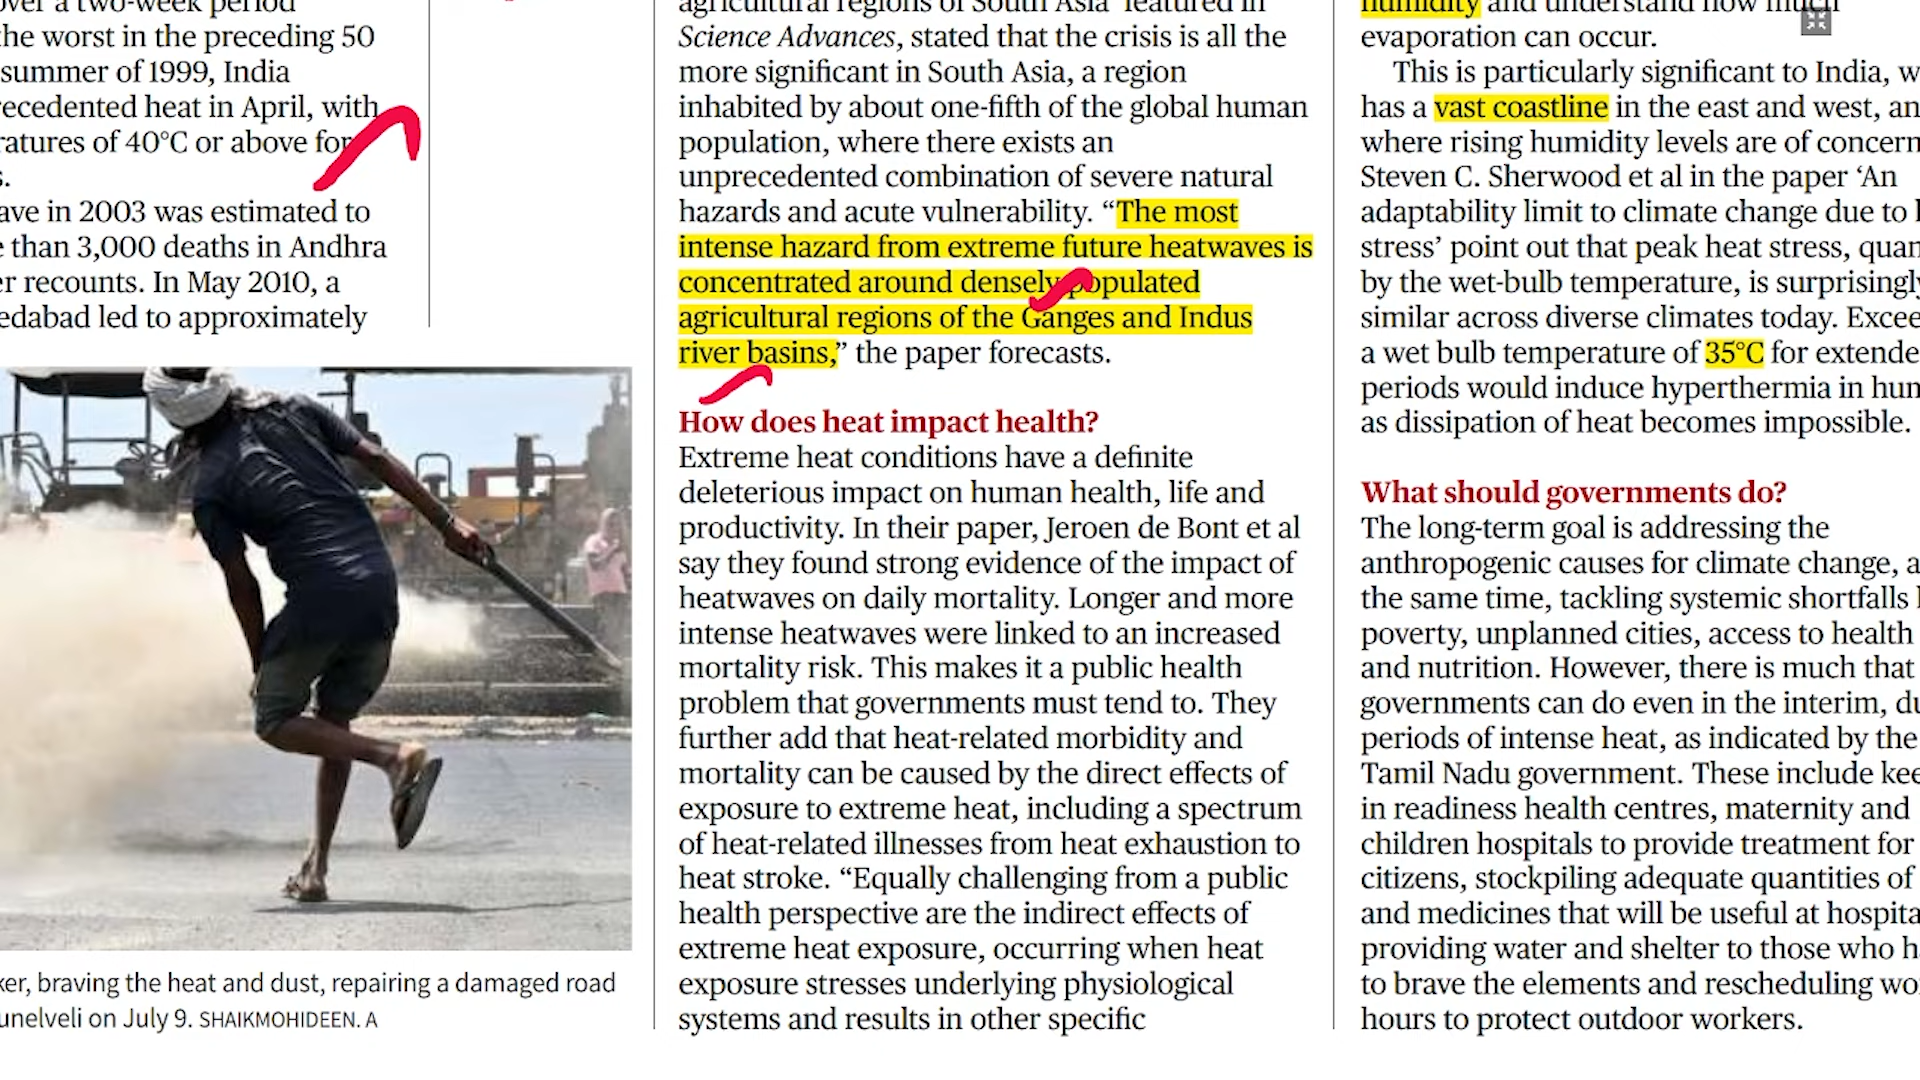 over a two-week period
the worst in the preceding 50
summer of 1999, India
recedented heat in April, with
ratures of 40°C or above for
s.
ave in 2003 was estimated to
e than 3,000 deaths in Andhra
er recounts. In May 2010, a
edabad led to approximately
ker, braving the heat and dust, repairing a damaged road
unelveli on July 9. SHAIKMOHIDEEN. A
agricultural regions of South Asia’ featured in
Science Advances, stated that the crisis is all the
more significant in South Asia, a region
inhabited by about one-fifth of the global human
population, where there exists an
unprecedented combination of severe natural
hazards and acute vulnerability. “The most
intense hazard from extreme future heatwaves is
concentrated around densely populated
agricultural regions of the Ganges and Indus
river basins,” the paper forecasts.
How does heat impact health?
Extreme heat conditions have a definite
deleterious impact on human health, life and
productivity. In their paper, Jeroen de Bont et al
say they found strong evidence of the impact of
heatwaves on daily mortality. Longer and more
intense heatwaves were linked to an increased
mortality risk. This makes it a public health
problem that governments must tend to. They
further add that heat-related morbidity and
mortality can be caused by the direct effects of
exposure to extreme heat, including a spectrum
of heat-related illnesses from heat exhaustion to
heat stroke. “Equally challenging from a public
health perspective are the indirect effects of
extreme heat exposure, occurring when heat
exposure stresses underlying physiological
systems and results in other specific
humidity and understand how much
evaporation can occur.
This is particularly significant to India, w
has a vast coastline in the east and west, an
where rising humidity levels are of concern
Steven C. Sherwood et al in the paper ‘An
adaptability limit to climate change due to h
stress’ point out that peak heat stress, quan
by the wet-bulb temperature, is surprisingly
similar across diverse climates today. Excee
a wet bulb temperature of 35°C for extende
periods would induce hyperthermia in hum
as dissipation of heat becomes impossible.
What should governments do?
The long-term goal is addressing the
anthropogenic causes for climate change, a
the same time, tackling systemic shortfalls l
poverty, unplanned cities, access to health
and nutrition. However, there is much that
governments can do even in the interim, du
periods of intense heat, as indicated by the
Tamil Nadu government. These include kee
in readiness health centres, maternity and
children hospitals to provide treatment for
citizens, stockpiling adequate quantities of
and medicines that will be useful at hospita
providing water and shelter to those who ha
to brave the elements and rescheduling wo
hours to protect outdoor workers.